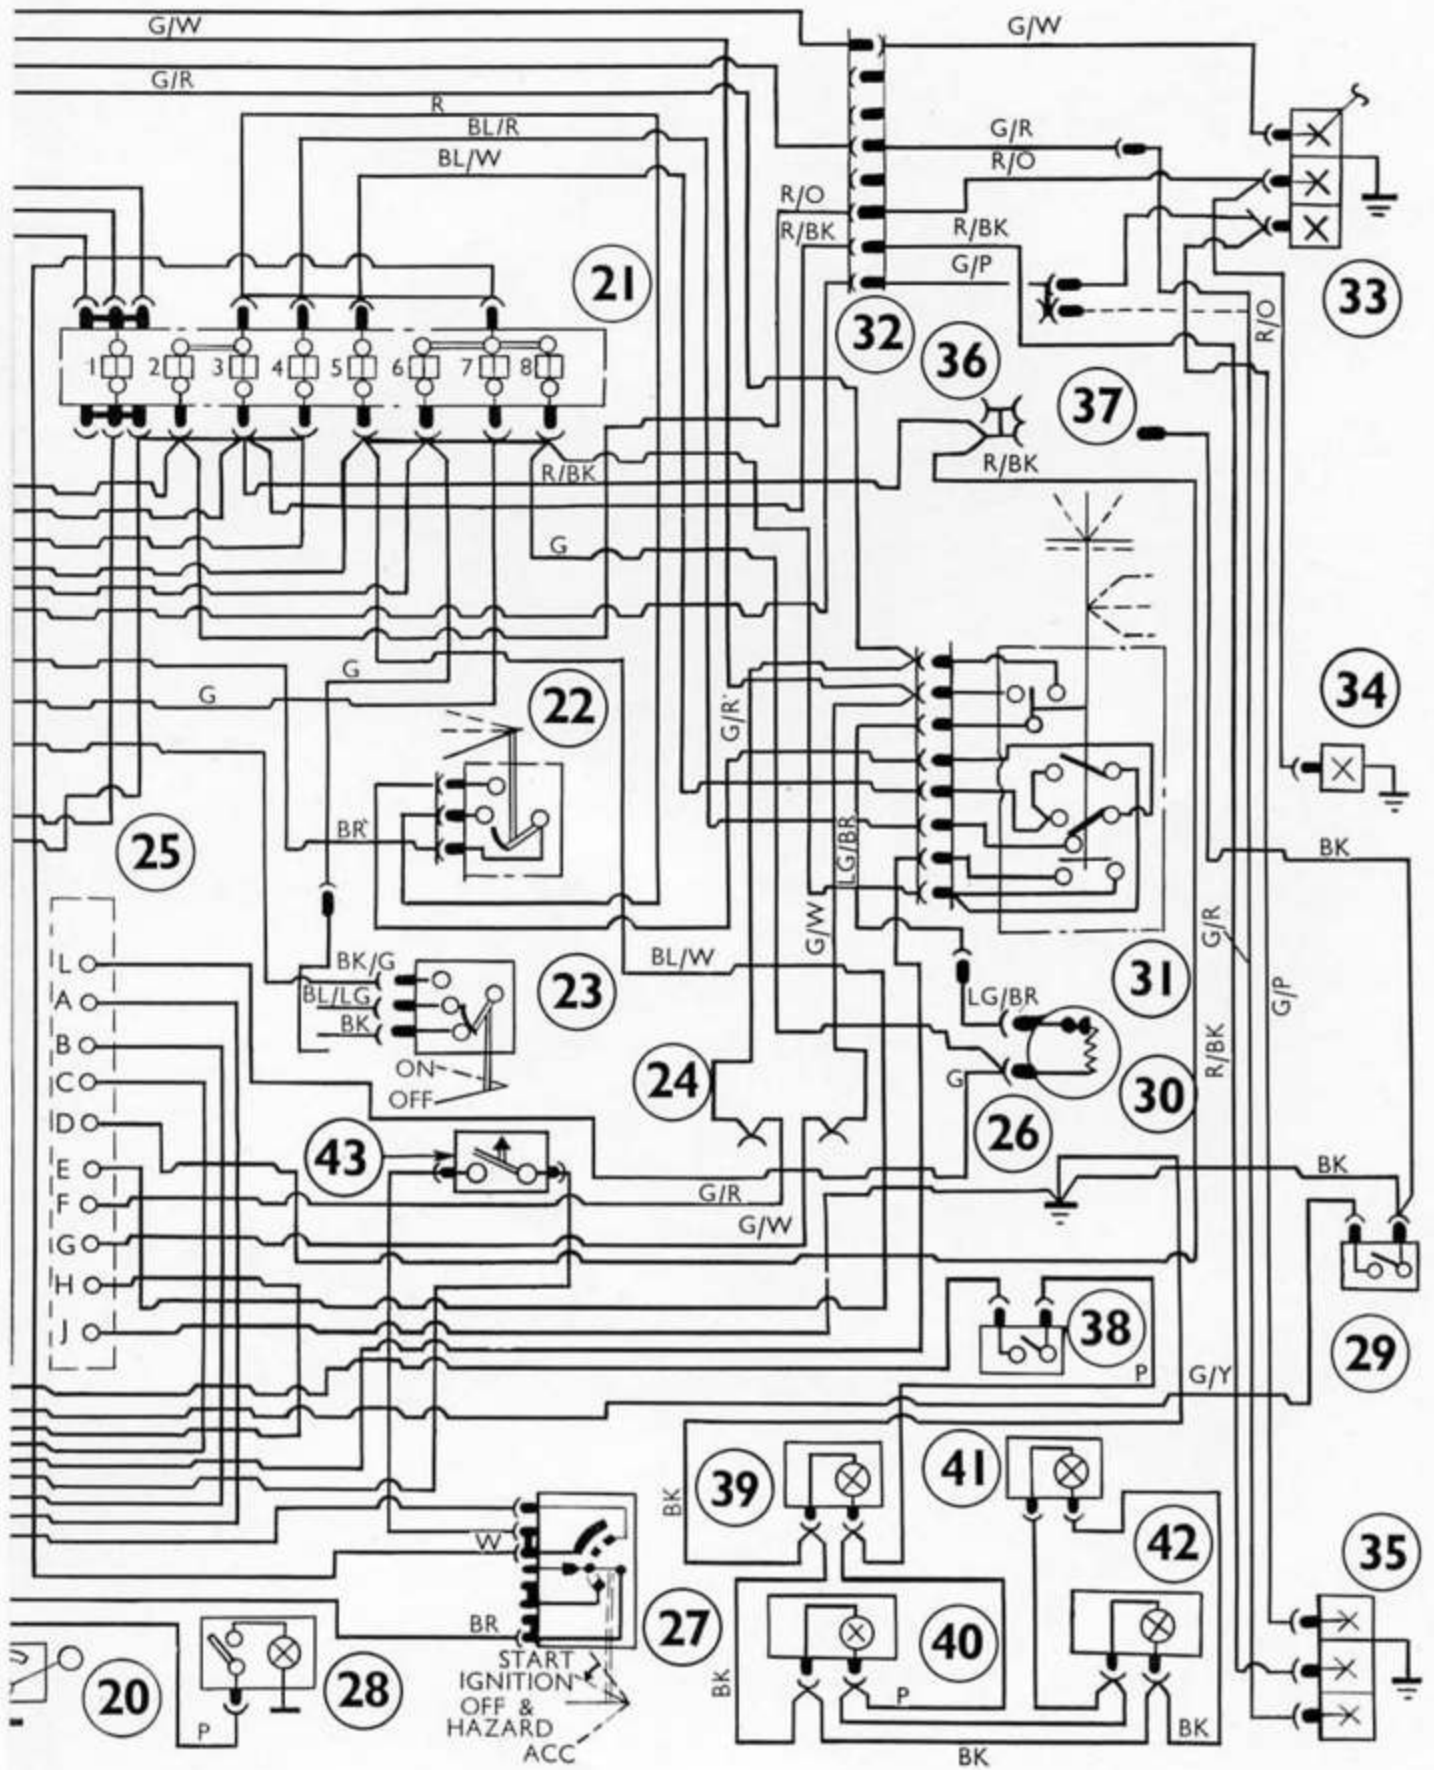 G/W
G/W
G/R
R
BL/R
G/R
BL/W
R/O
R/O
R/BK
R/BK
G/P
21
33
32
R/O
1 2 3 4 5 6 7 8
36
37
R/BK
R/BK
G
G
22
34
G
G/R
BR
LG/BR
BK
25
G/W
G/R
L
BK/G
BL/W
31
A
BL/LG
23
LG/BR
G/P
BK
B
R/BK
ON
24
C
OFF
G
30
D
26
43
E
BK
F
G/R
G
G/W
H
J
38
29
P
G/Y
39
41
BK
42
35
W
BR
27
40
START
IGNITION
OFF &
HAZARD
ACC
20
28
P
BK
P
BK
BK